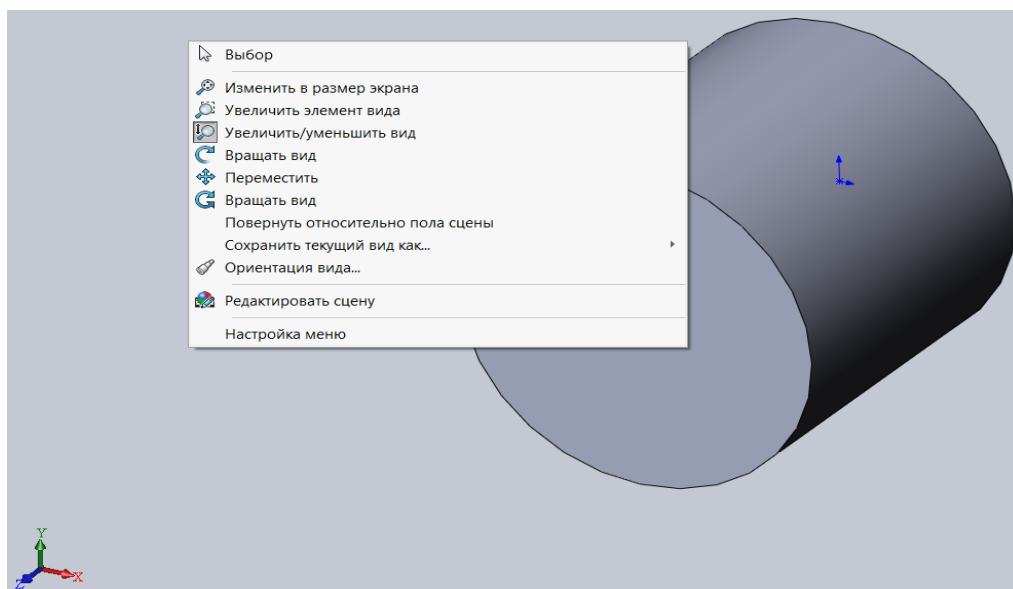 Выбор
Изменить в размер экрана
Увеличить элемент вида
Увеличить/уменьшить вид
Вращать вид
Переместить
Вращать вид
Повернуть относительно пола сцены
Сохранить текущий вид как...
Ориентация вида...
Редактировать сцену
Настройка меню
Y
X
Z